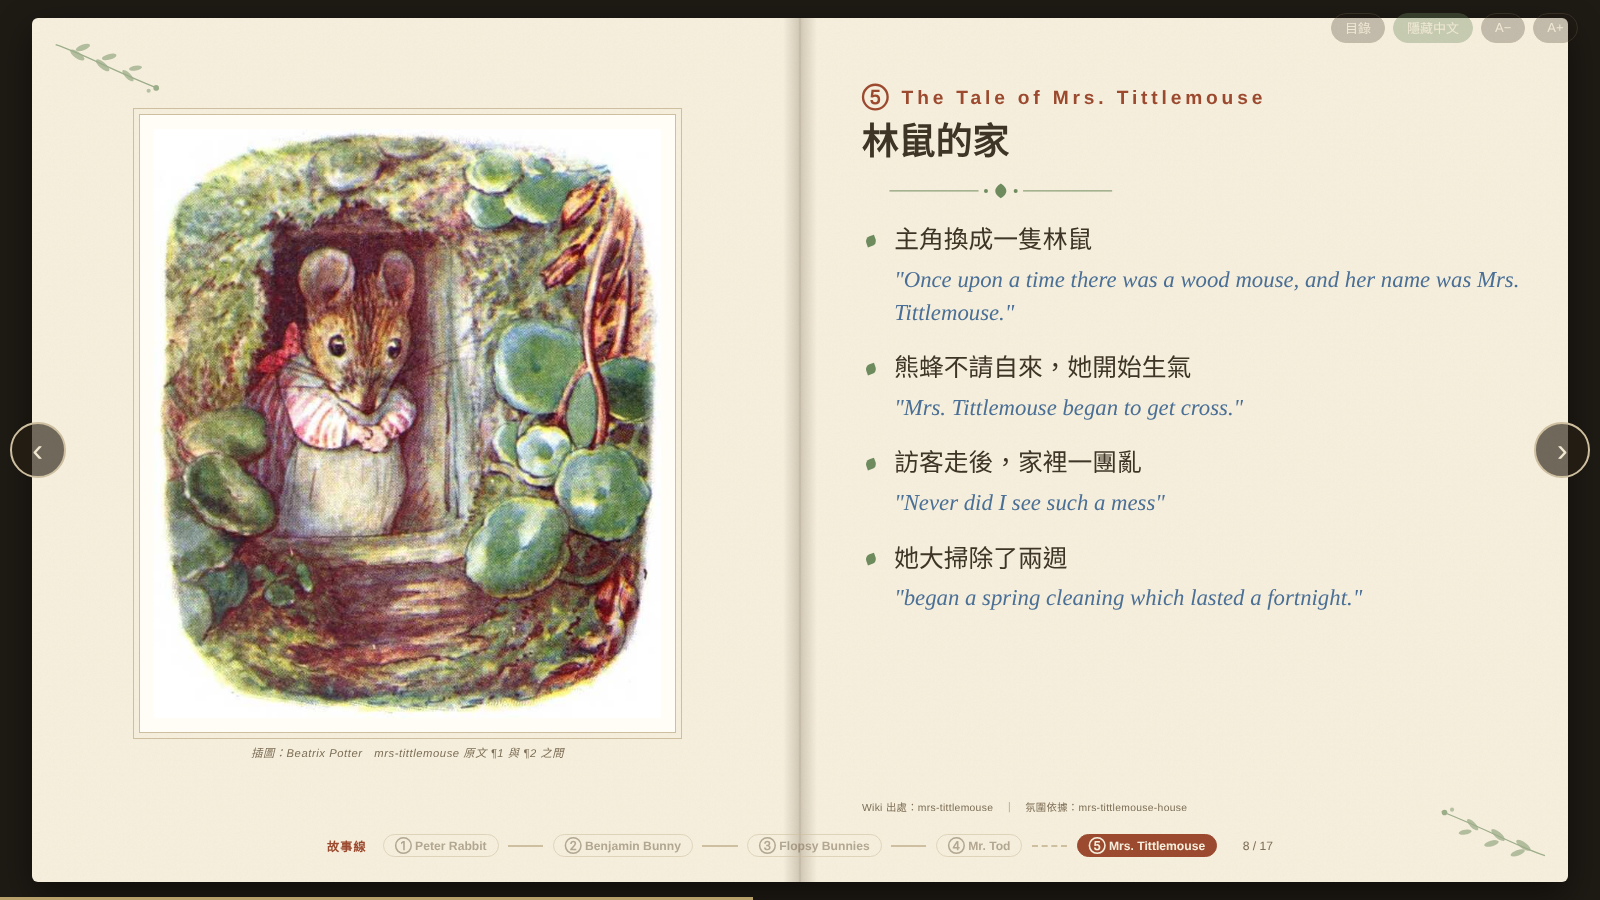 目錄 隱藏中文 A− A+
⑤ The Tale of Mrs. Tittlemouse
林鼠的家
主角換成一隻林鼠
"Once upon a time there was a wood mouse, and her name was Mrs.
Tittlemouse."
熊蜂不請自來，她開始生氣
"Mrs. Tittlemouse began to get cross."
訪客走後，家裡一團亂
"Never did I see such a mess"
她大掃除了兩週
"began a spring cleaning which lasted a fortnight."
插圖：Beatrix Potter mrs-tittlemouse 原文 ¶1 與 ¶2 之間
Wiki 出處：mrs-tittlemouse ｜ 氛圍依據：mrs-tittlemouse-house
故事線 ① Peter Rabbit ② Benjamin Bunny ③ Flopsy Bunnies ④ Mr. Tod ⑤ Mrs. Tittlemouse 8 / 17